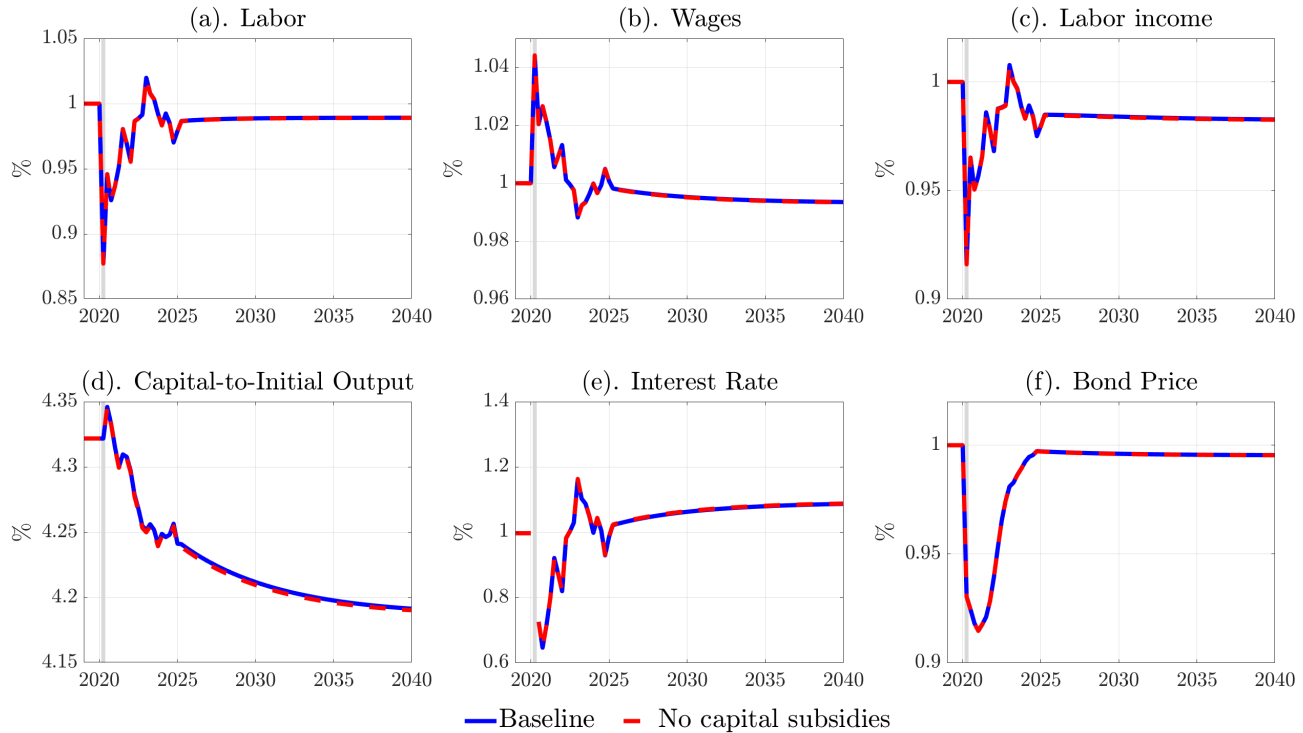 (a). Labor
1.05
1
0.95
0.9
0.85
%
2020 2025 2030 2035 2040
(b). Wages
1.04
1.02
1
0.98
0.96
%
2020 2025 2030 2035 2040
(c). Labor income
1
0.95
0.9
%
2020 2025 2030 2035 2040
(d). Capital-to-Initial Output
4.35
4.3
4.25
4.2
4.15
%
2020 2025 2030 2035 2040
(e). Interest Rate
1.4
1.2
1
0.8
0.6
%
2020 2025 2030 2035 2040
(f). Bond Price
1
0.95
0.9
%
2020 2025 2030 2035 2040
Baseline No capital subsidies